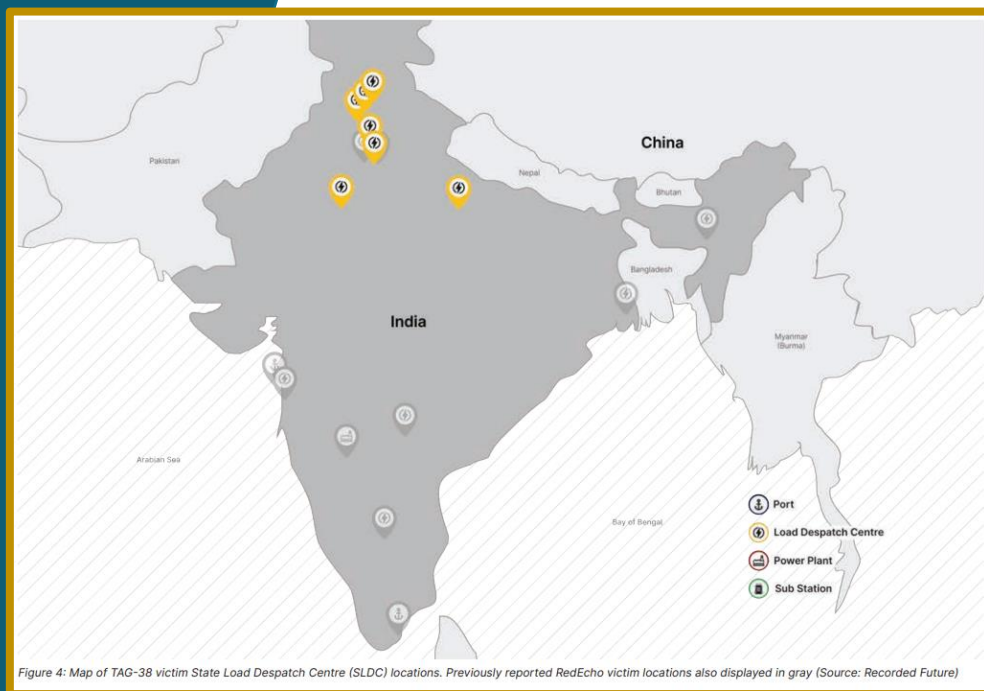 China
Pakistan
Nepal
Bhutan
Bangladesh
India
Myanmar
(Burma)
Arabian Sea
Bay of Bengal
Port
Load Despatch Centre
Power Plant
Sub Station
Figure 4: Map of TAG-38 victim State Load Despatch Centre (SLDC) locations. Previously reported RedEcho victim locations also displayed in gray (Source: Recorded Future)